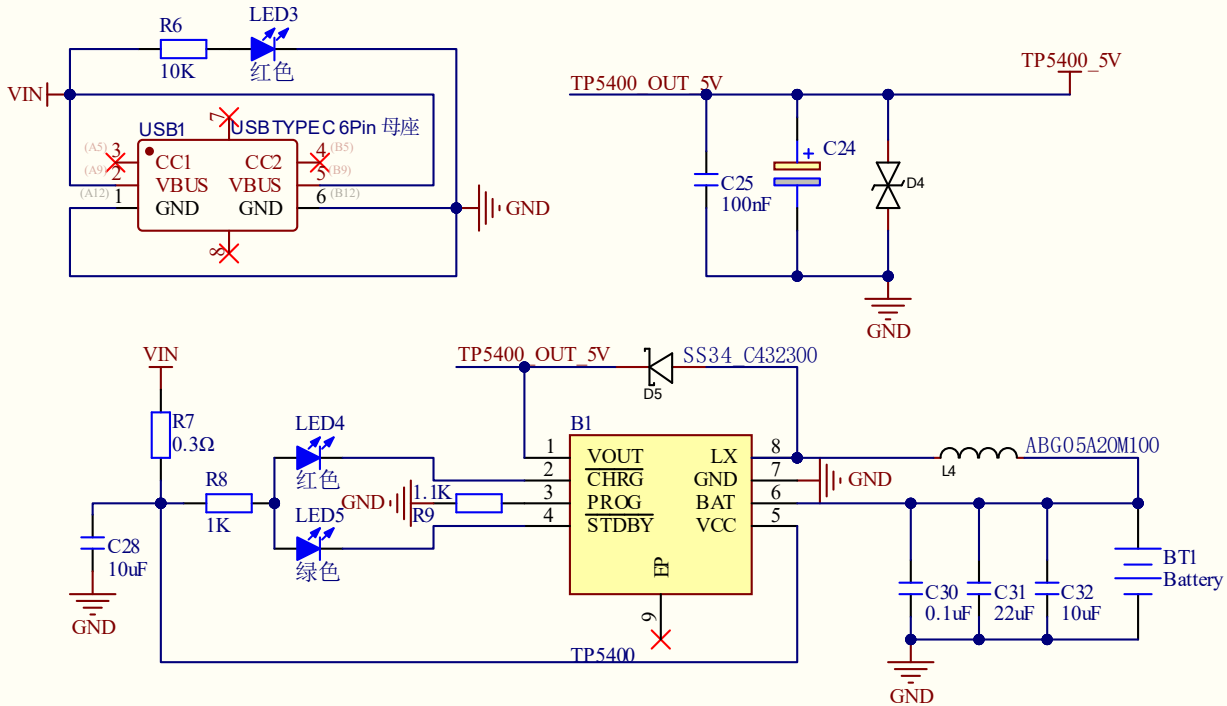 LED3
R6
10K
红色
VIN
USB1
7
USB TYPEC 6Pin 母座
(A5) 3 CC1 CC2 4 (B5)
(A9) 2 VBUS VBUS 5 (B9)
(A12) 1 GND GND 6 (B12)
GND
8
TP5400_5V
TP5400_OUT_5V
C24
C25
100nF
D4
GND
VIN
TP5400_OUT_5V
SS34_C432300
D5
R7
0.3Ω
LED4
红色
R8
1K
LED5
绿色
C28
10uF
GND
GND
1.1K
R9
B1
1 VOUT LX 8
2 CHRG GND 7
3 PROG BAT 6
4 STDBY VCC 5
EP
9
TP5400
GND
ABG05A20M100
L4
C30
0.1uF
C31
22uF
C32
10uF
BT1
Battery
GND